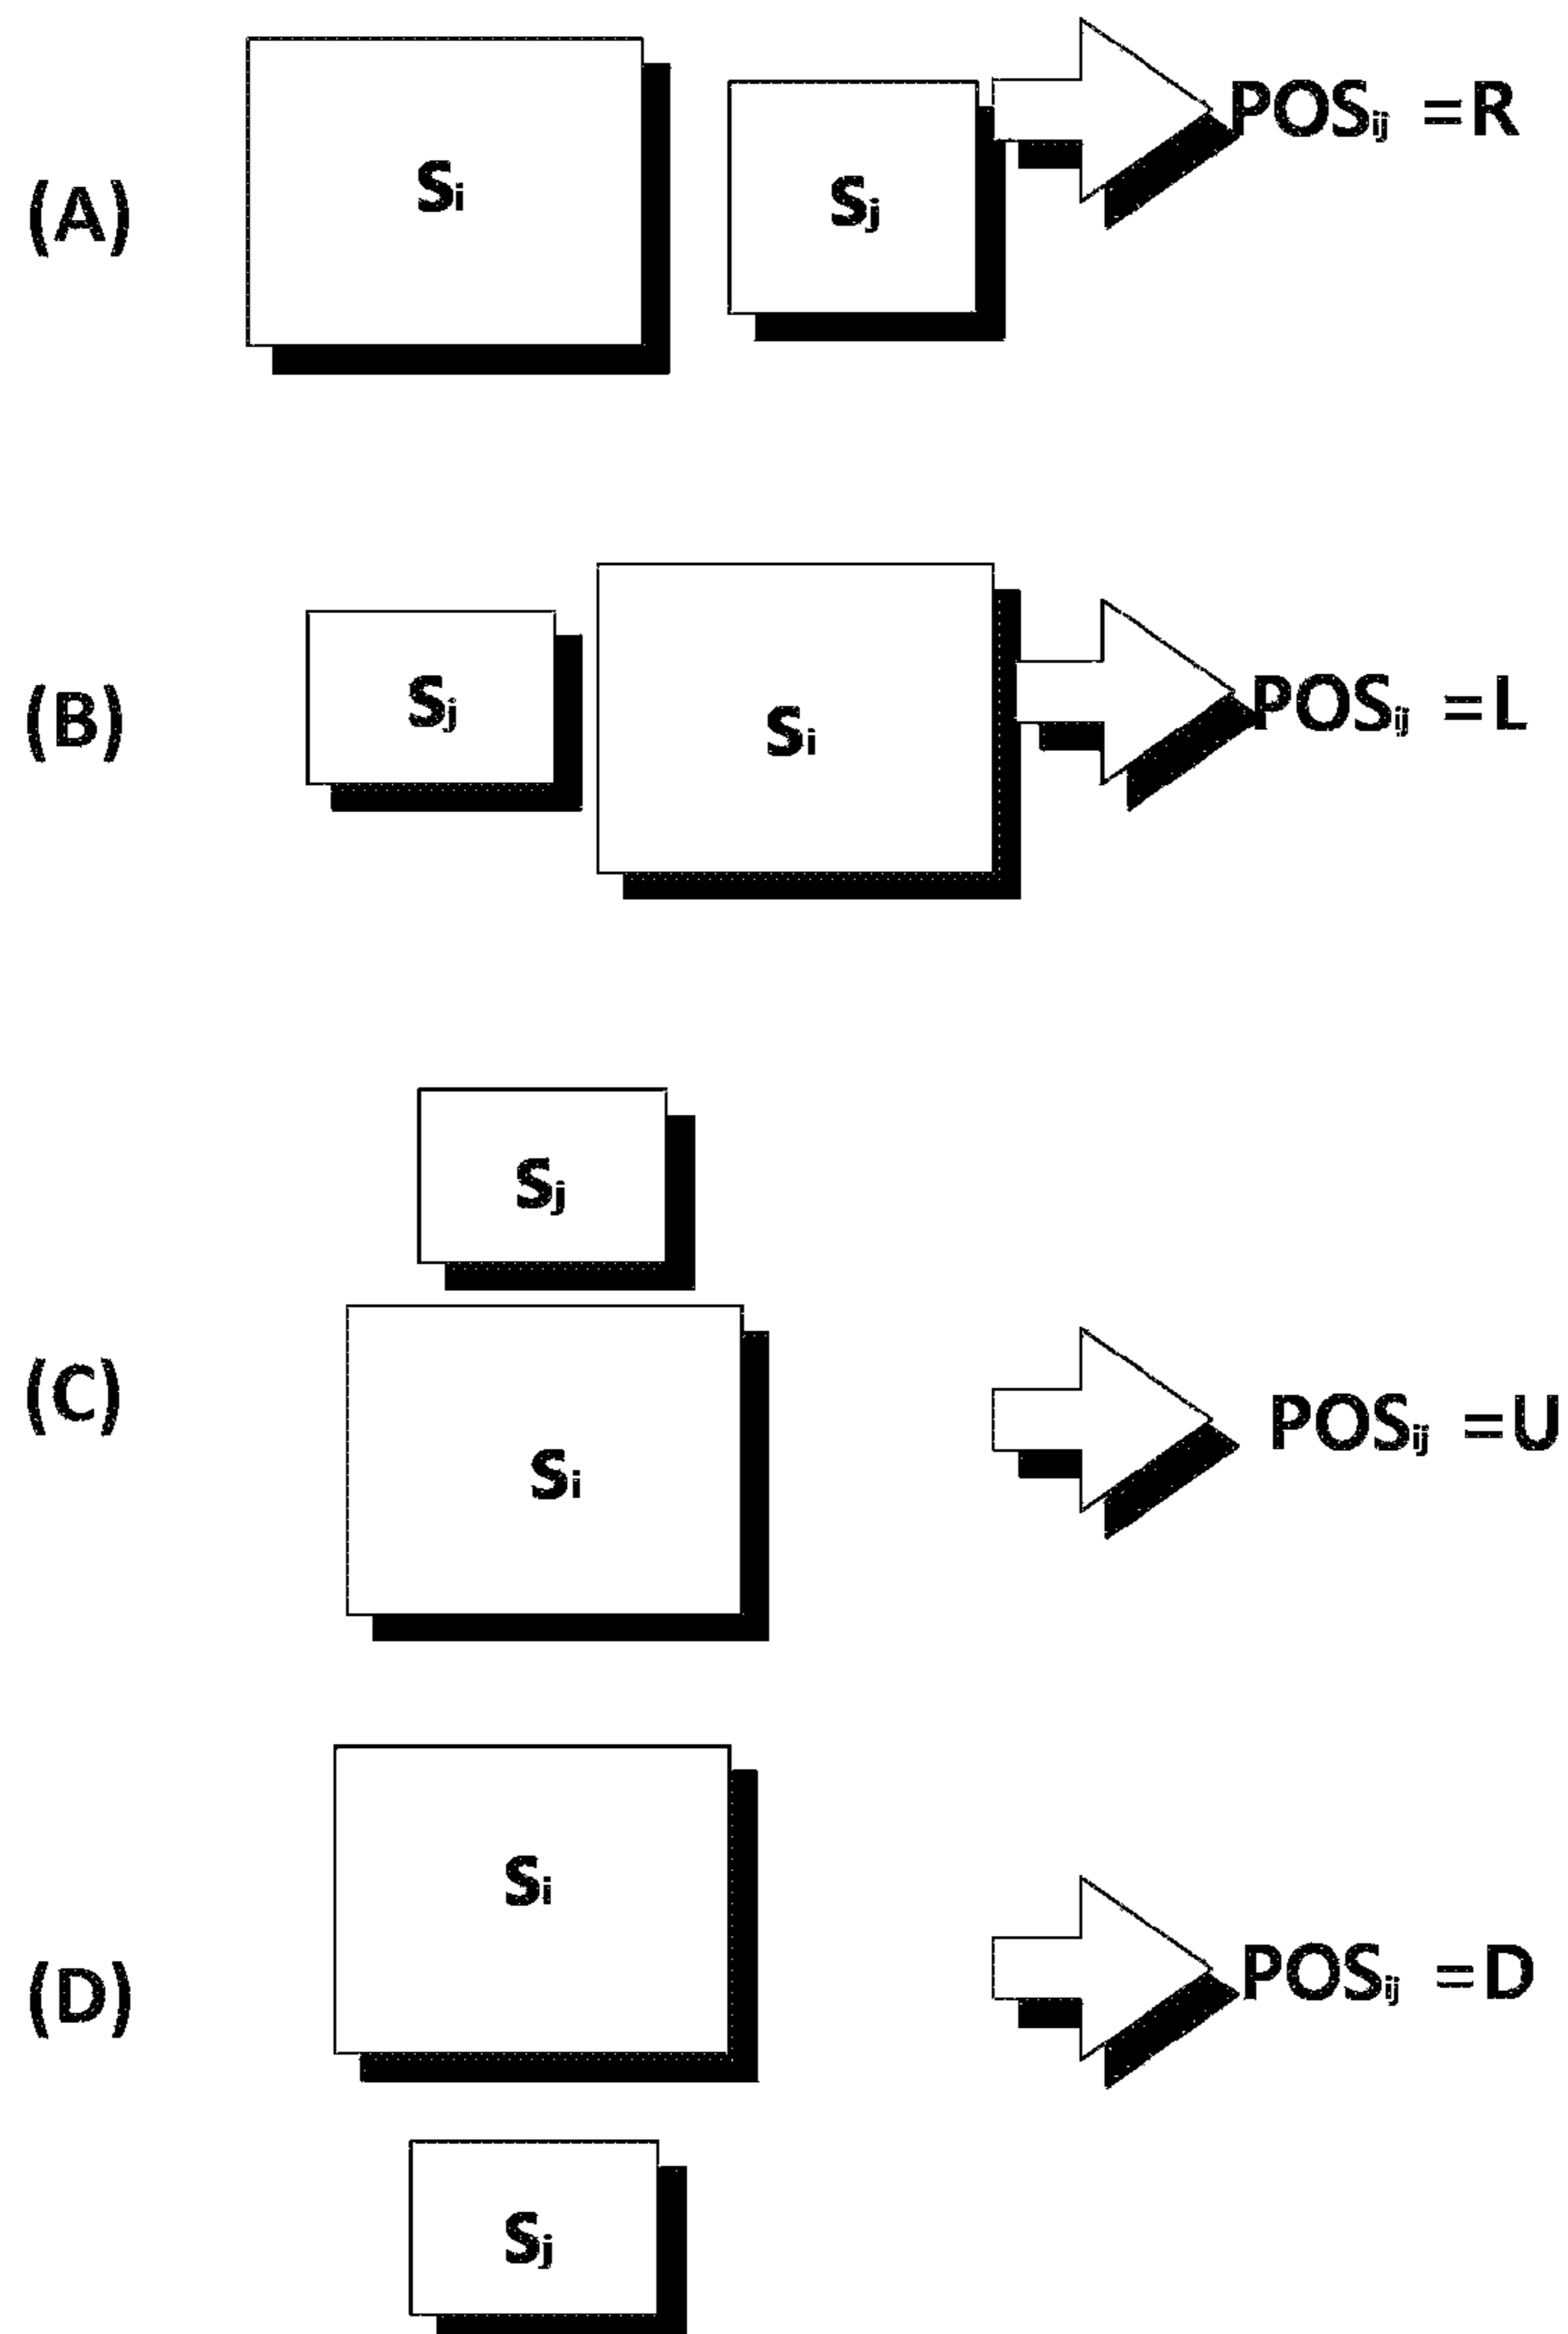 (A) Si Sj POSij =R
(B) Sj Si POSij =L
Sj
(C) Si POSij =U
Si
(D) POSij =D
Sj